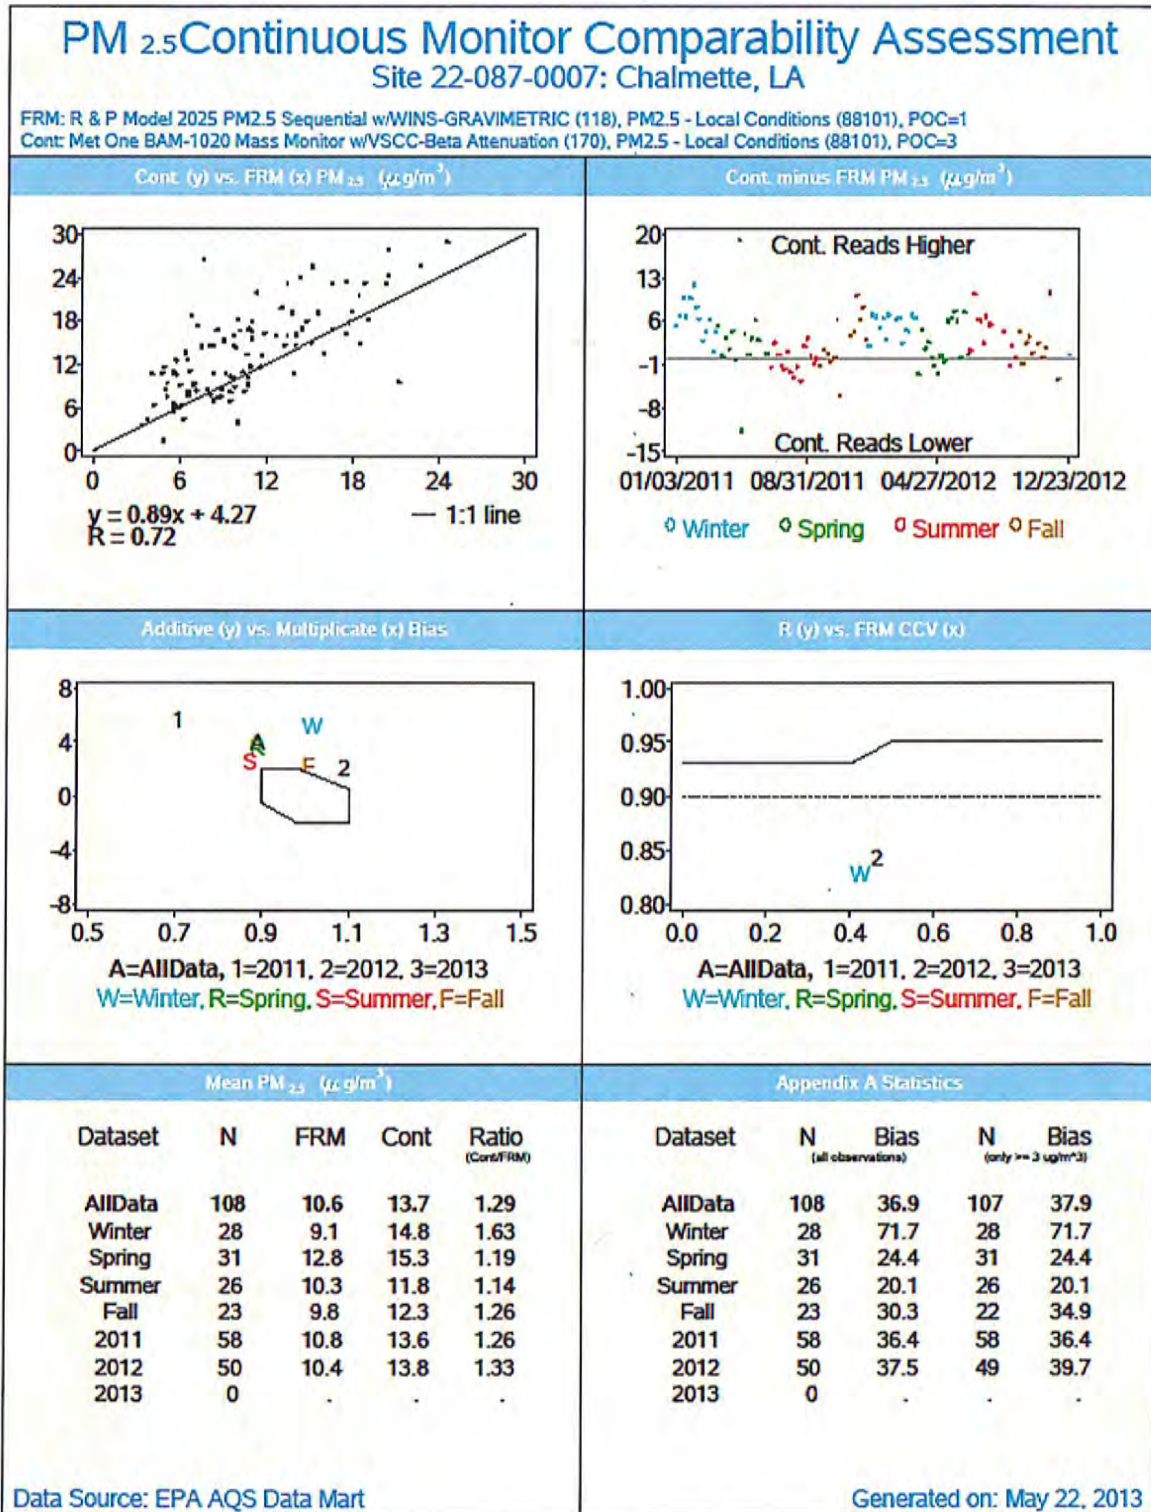 PM 2.5 Continuous Monitor Comparability Assessment
Site 22-087-0007: Chalmette, LA
FRM: R & P Model 2025 PM2.5 Sequential w/WINS-GRAVIMETRIC (118), PM2.5 - Local Conditions (88101), POC=1
Cont: Met One BAM-1020 Mass Monitor w/VSCC-Beta Attenuation (170), PM2.5 - Local Conditions (88101), POC=3
Cont. (y) vs. FRM (x) PM 2.5 (μg/m³)
30
24
18
12
6
0
0 6 12 18 24 30
y = 0.89x + 4.27 — 1:1 line
R = 0.72
Cont. minus FRM PM 2.5 (μg/m³)
20
13
6
-1
-8
-15
Cont. Reads Higher
Cont. Reads Lower
01/03/2011 08/31/2011 04/27/2012 12/23/2012
Winter Spring Summer Fall
Additive (y) vs. Multiplicate (x) Bias
8
4
0
-4
-8
1 W
A R
S F 2
0.5 0.7 0.9 1.1 1.3 1.5
A=AllData, 1=2011, 2=2012, 3=2013
W=Winter, R=Spring, S=Summer, F=Fall
R (y) vs. FRM CCV (x)
1.00
0.95
0.90
0.85
0.80
W 2
0.0 0.2 0.4 0.6 0.8 1.0
A=AllData, 1=2011, 2=2012, 3=2013
W=Winter, R=Spring, S=Summer, F=Fall
Mean PM 2.5 (μg/m³)
Dataset N FRM Cont Ratio
(Cont/FRM)
AllData 108 10.6 13.7 1.29
Winter 28 9.1 14.8 1.63
Spring 31 12.8 15.3 1.19
Summer 26 10.3 11.8 1.14
Fall 23 9.8 12.3 1.26
2011 58 10.8 13.6 1.26
2012 50 10.4 13.8 1.33
2013 0 . . .
Appendix A Statistics
Dataset N Bias N Bias
(all observations) (only >= 3 ug/m^3)
AllData 108 36.9 107 37.9
Winter 28 71.7 28 71.7
Spring 31 24.4 31 24.4
Summer 26 20.1 26 20.1
Fall 23 30.3 22 34.9
2011 58 36.4 58 36.4
2012 50 37.5 49 39.7
2013 0 . . .
Data Source: EPA AQS Data Mart
Generated on: May 22, 2013